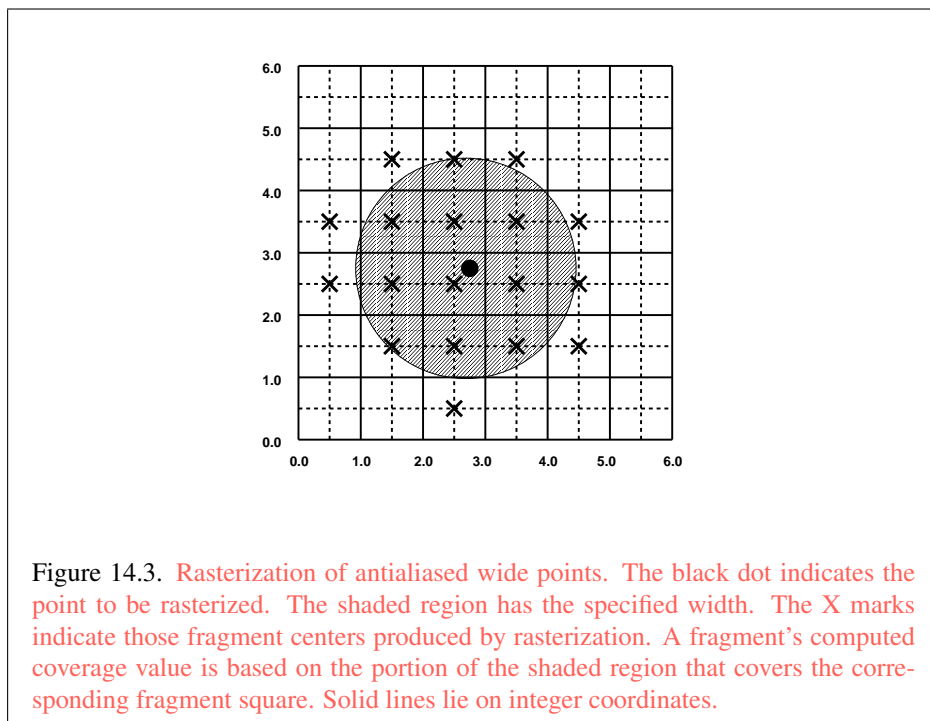 6.0
5.0
4.0
3.0
2.0
1.0
0.0
0.0 1.0 2.0 3.0 4.0 5.0 6.0
Figure 14.3. Rasterization of antialiased wide points. The black dot indicates the
point to be rasterized. The shaded region has the specified width. The X marks
indicate those fragment centers produced by rasterization. A fragment's computed
coverage value is based on the portion of the shaded region that covers the corre-
sponding fragment square. Solid lines lie on integer coordinates.